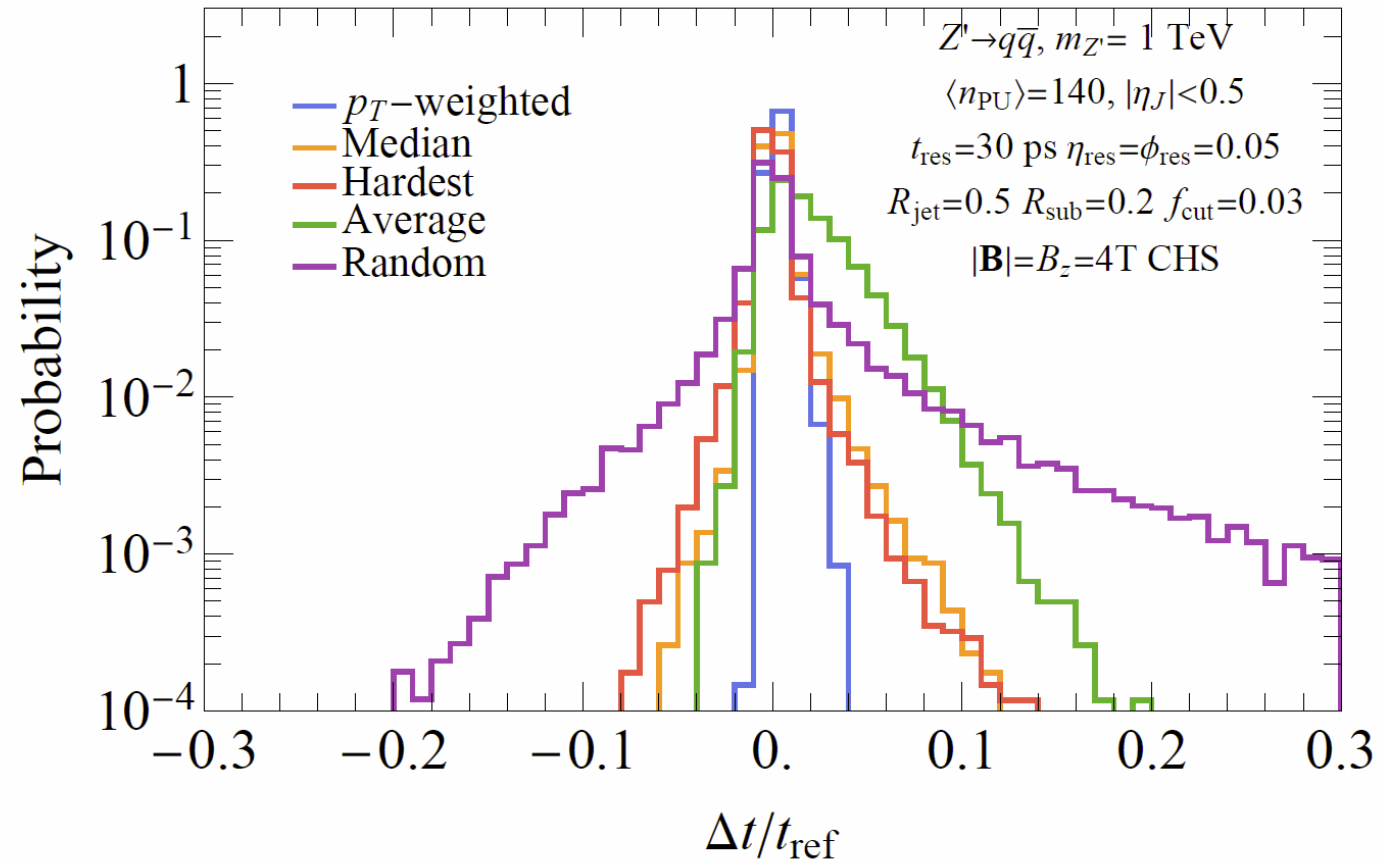 Z'→qq̅, m_Z'= 1 TeV
⟨n_PU⟩=140, |η_J|<0.5
t_res=30 ps η_res=ϕ_res=0.05
R_jet=0.5 R_sub=0.2 f_cut=0.03
|B|=B_z=4T CHS
p_T−weighted
Median
Hardest
Average
Random
Probability
1
10^−1
10^−2
10^−3
10^−4
−0.3 −0.2 −0.1 0. 0.1 0.2 0.3
Δt/t_ref